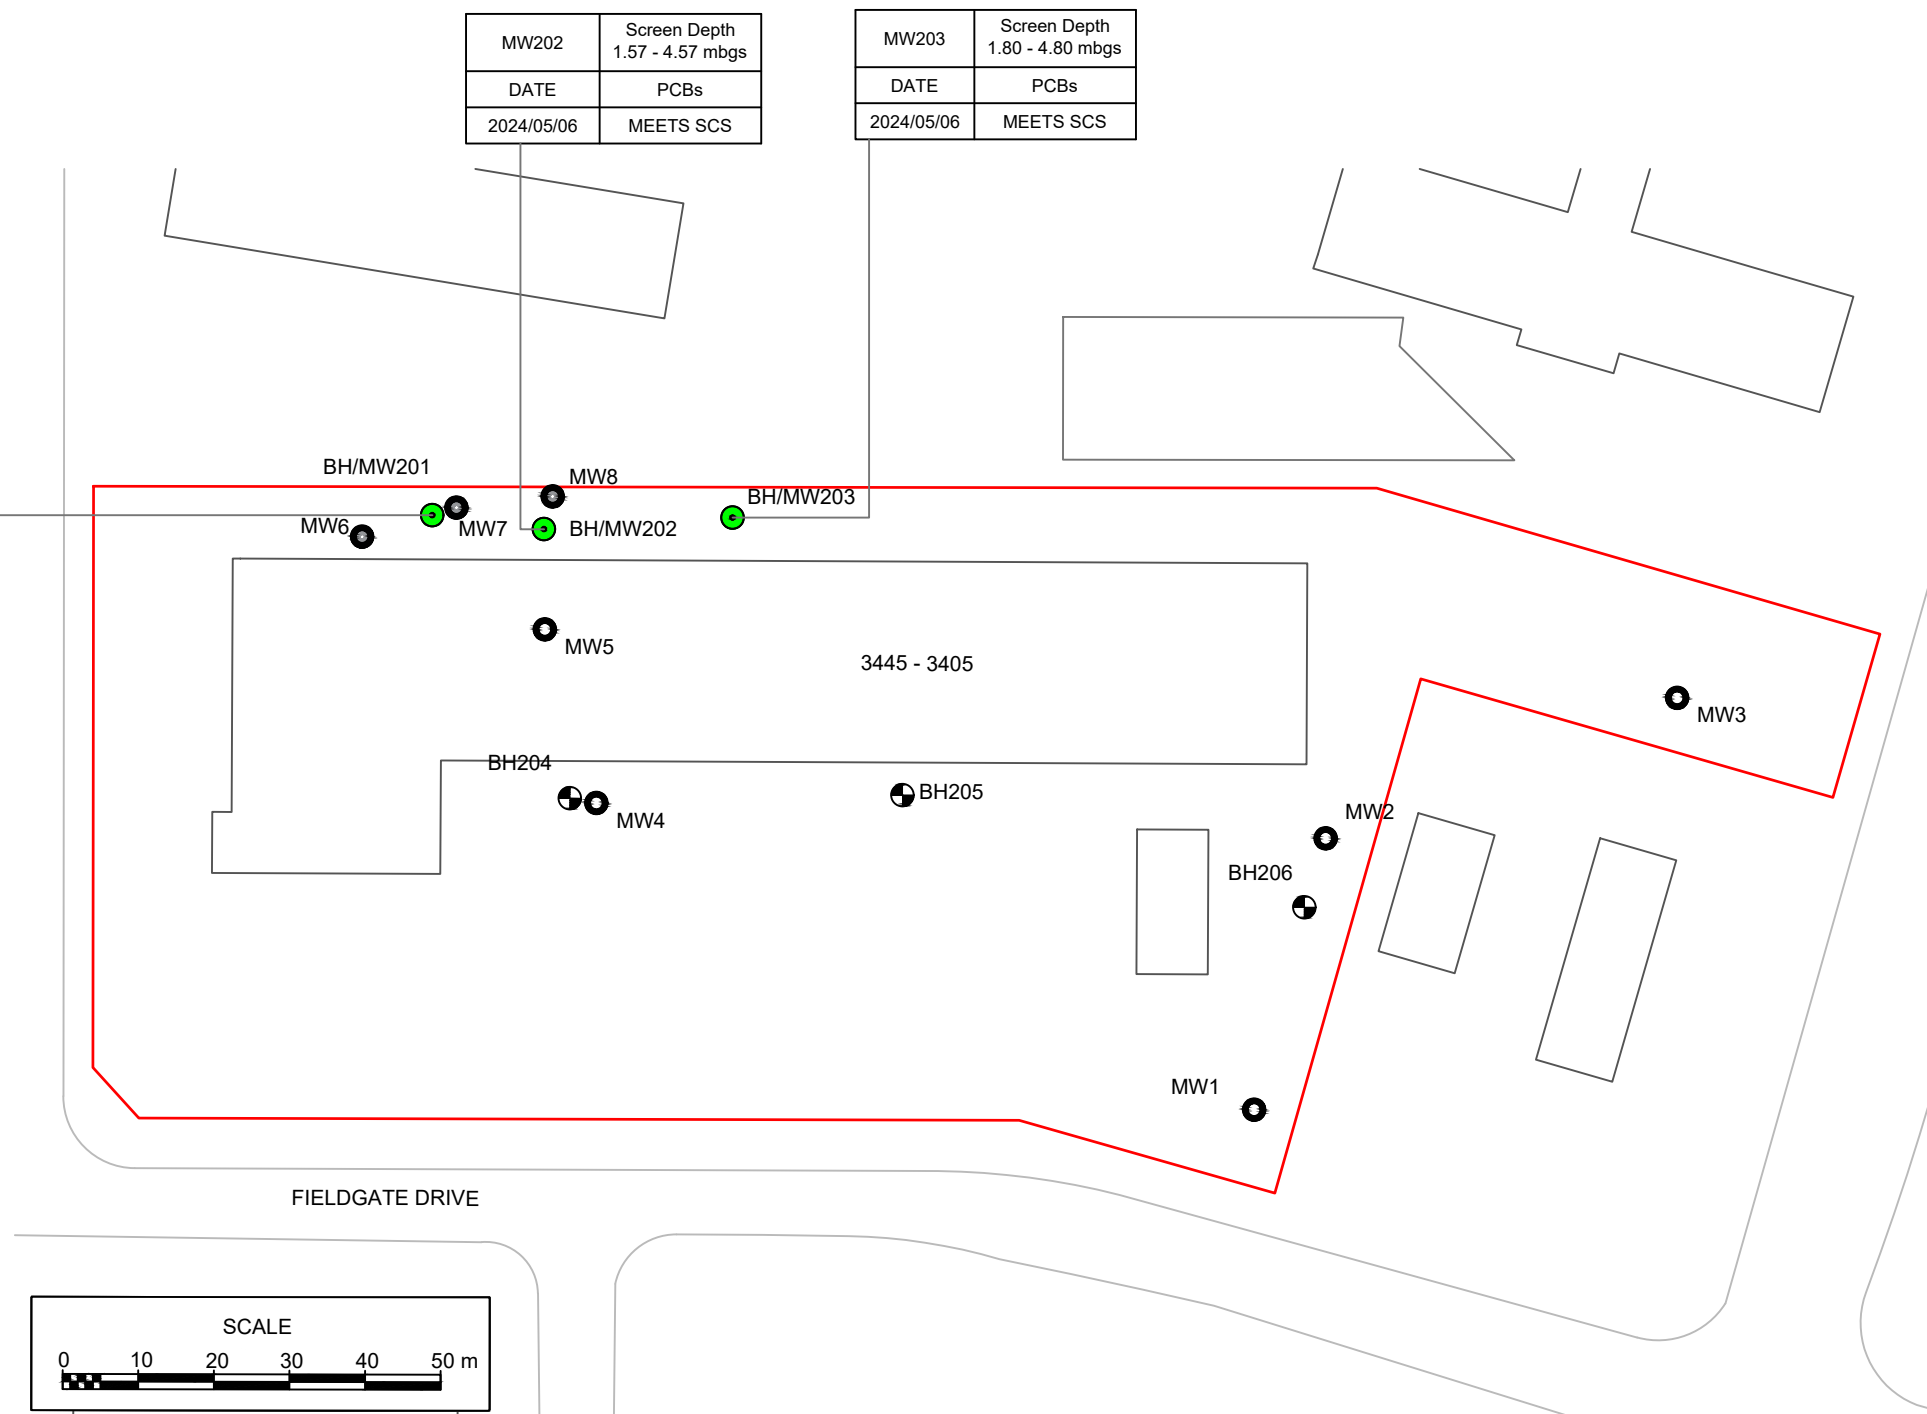 MW202
Screen Depth
1.57 - 4.57 mbgs
DATE
PCBs
2024/05/06
MEETS SCS
MW203
Screen Depth
1.80 - 4.80 mbgs
DATE
PCBs
2024/05/06
MEETS SCS
BH/MW201
MW8
BH/MW203
MW6
MW7
BH/MW202
MW5
3445 - 3405
MW3
BH204
BH205
MW4
MW2
BH206
MW1
FIELDGATE DRIVE
SCALE
0 10 20 30 40 50 m